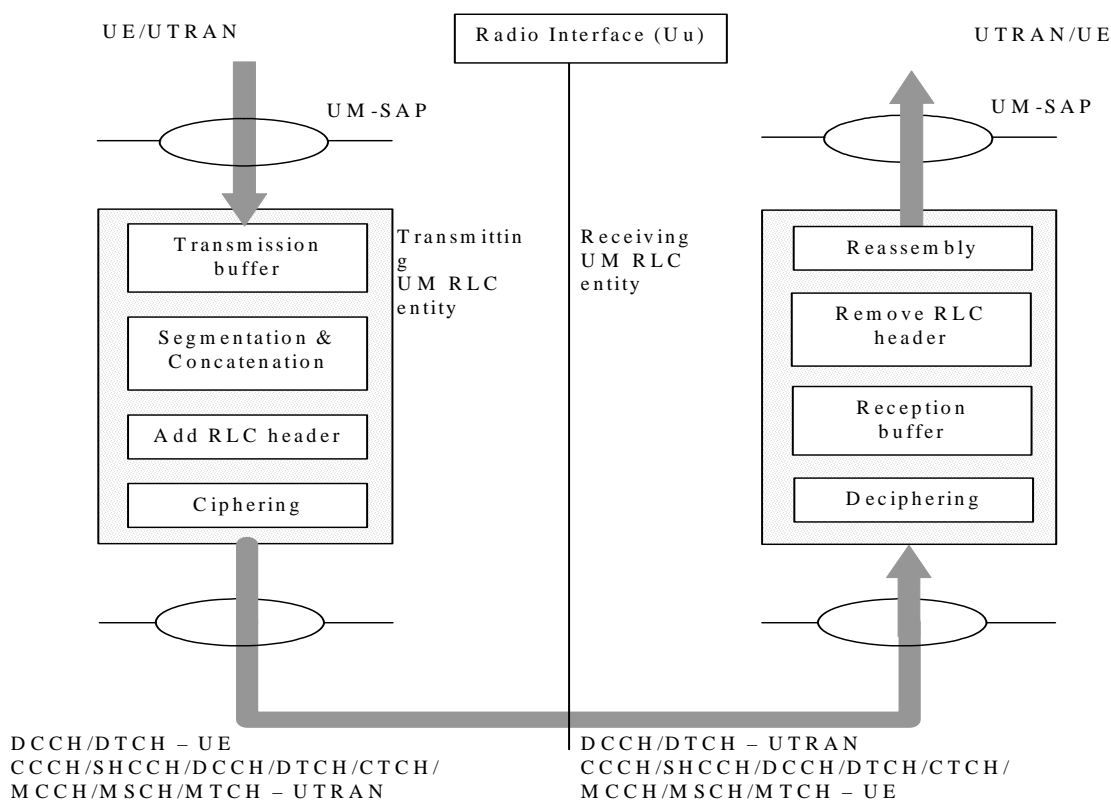 UE/UTRAN
Radio Interface (Uu)
UTRAN/UE
UM-SAP
UM-SAP
Transmission
buffer
Segmentation &
Concatenation
Add RLC header
Ciphering
Transmittin
g
UM RLC
entity
Receiving
UM RLC
entity
Reassembly
Remove RLC
header
Reception
buffer
Deciphering
DCCH/DTCH – UE
CCCH/SHCCH/DCCH/DTCH/CTCH/
MCCH/MSCH/MTCH – UTRAN
DCCH/DTCH – UTRAN
CCCH/SHCCH/DCCH/DTCH/CTCH/
MCCH/MSCH/MTCH – UE